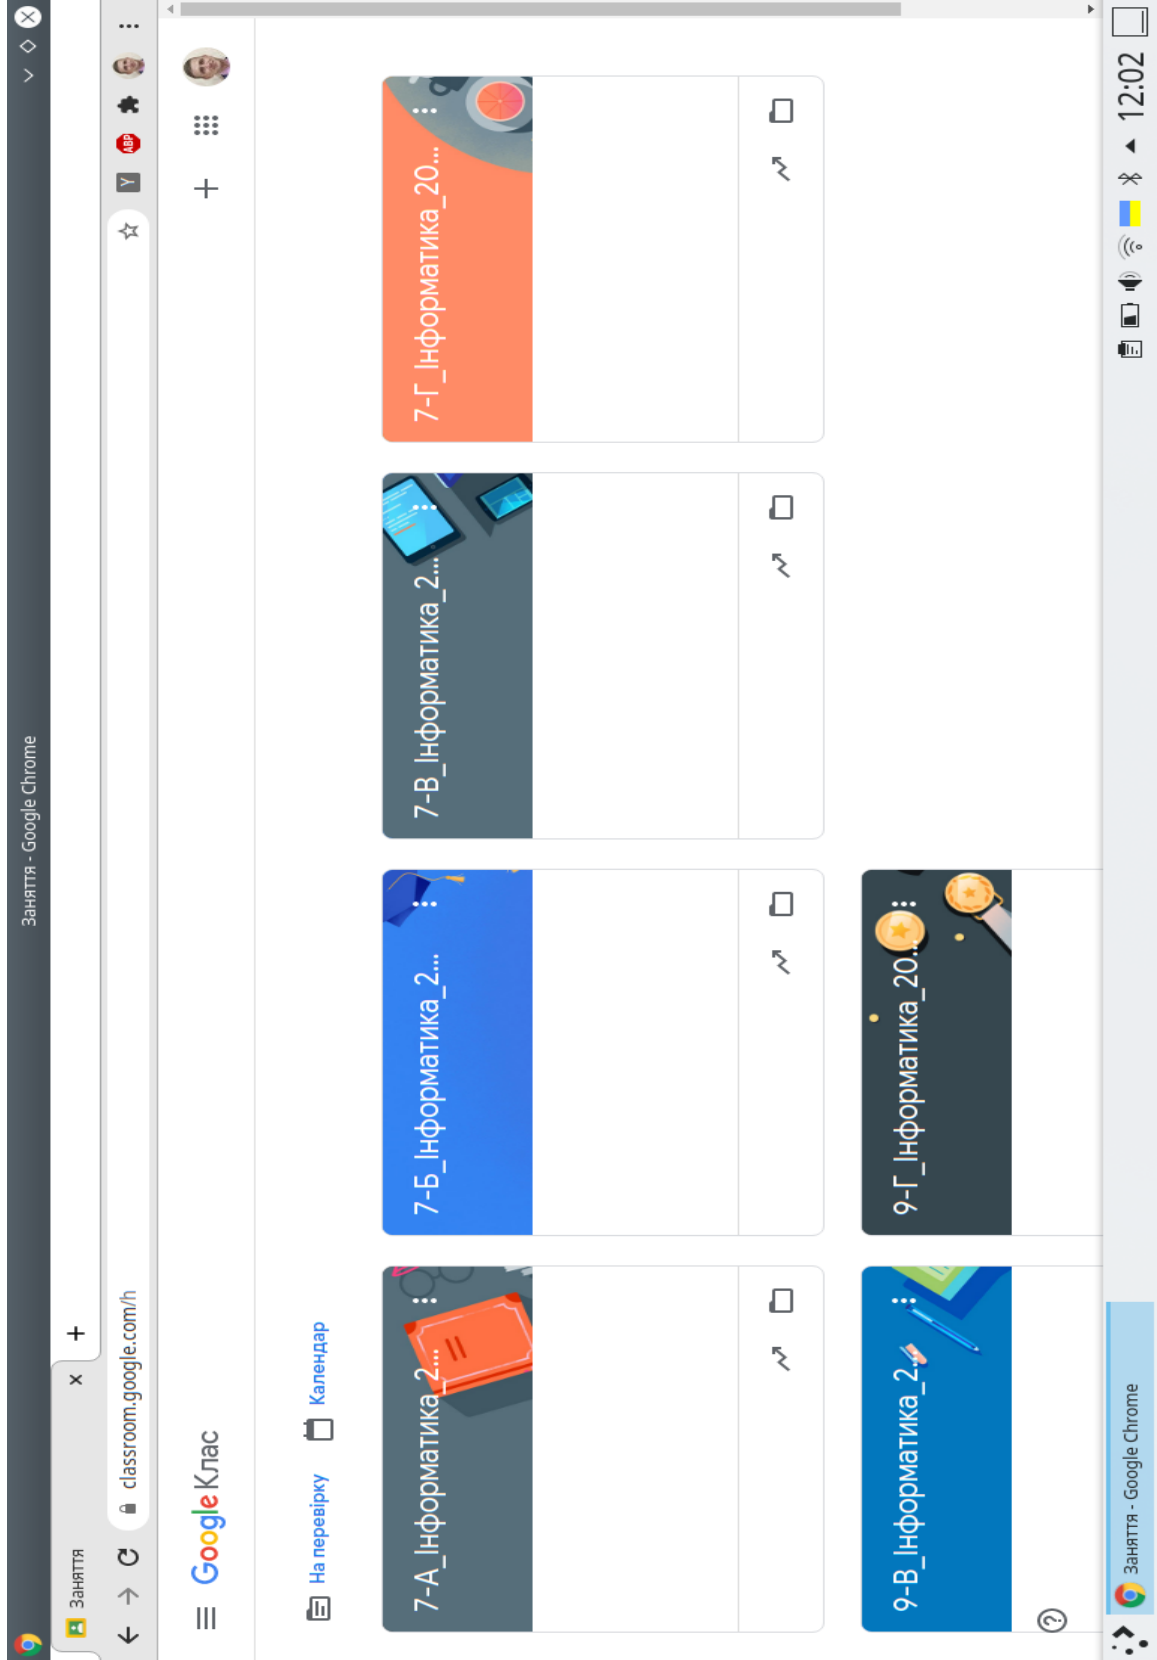 Заняття - Google Chrome
Заняття
classroom.google.com/h
ABP
Y
Google Клас
На перевірку
Календар
7-А_Інформатика_2...
7-Б_Інформатика_2...
7-В_Інформатика_2...
7-Г_Інформатика_20...
9-В_Інформатика_2...
9-Г_Інформатика_20...
Заняття - Google Chrome
12:02